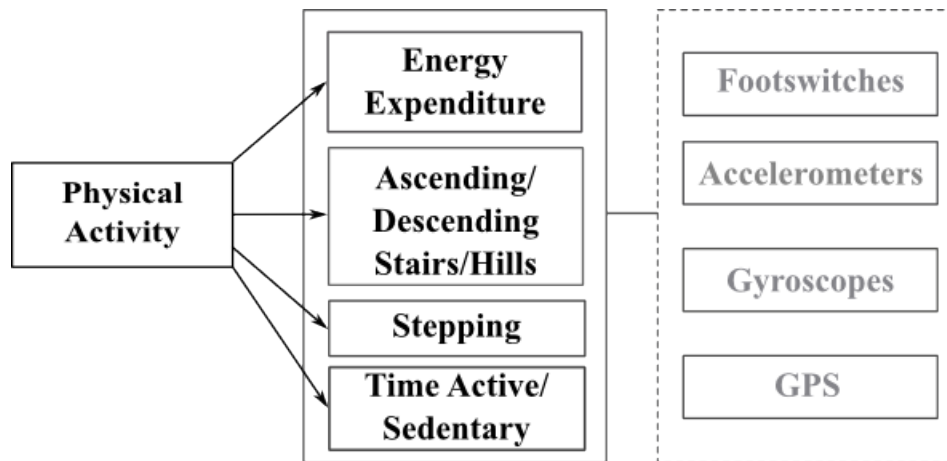 Physical
Activity
Energy
Expenditure
Ascending/
Descending
Stairs/Hills
Stepping
Time Active/
Sedentary
Footswitches
Accelerometers
Gyroscopes
GPS